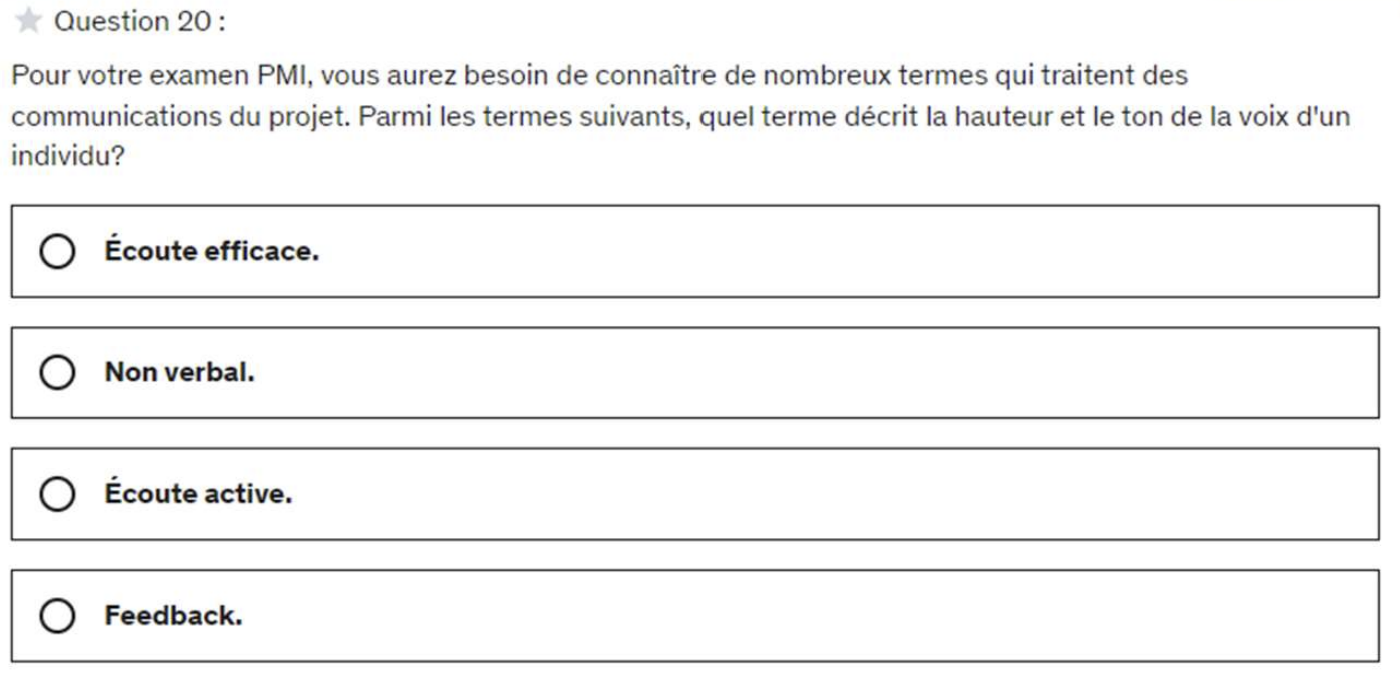 Question 20 :
Pour votre examen PMI, vous aurez besoin de connaître de nombreux termes qui traitent des
communications du projet. Parmi les termes suivants, quel terme décrit la hauteur et le ton de la voix d'un
individu?
Écoute efficace.
Non verbal.
Écoute active.
Feedback.